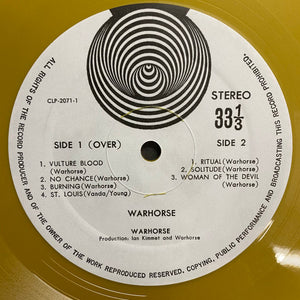 ALL RIGHTS OF THE RECORD PRODUCER AND OF THE OWNER OF THE WORK REPRODUCED RESERVED. COPYING, PUBLIC PERFORMANCE AND BROADCASTING THIS RECORD PROHIBITED.
CLP-2071-1
STEREO
33 1/3
SIDE 1 (OVER)
SIDE 2
1. VULTURE BLOOD
(Warhorse)
2. NO CHANCE(Warhorse)
3. BURNING(Warhorse)
4. ST. LOUIS(Vanda/Young)
1. RITUAL(Warhorse)
2. SOLITUDE(Warhorse)
3. WOMAN OF THE DEVIL
(Warhorse)
WARHORSE
WARHORSE
Production: Ian Kimmet and Warhorse